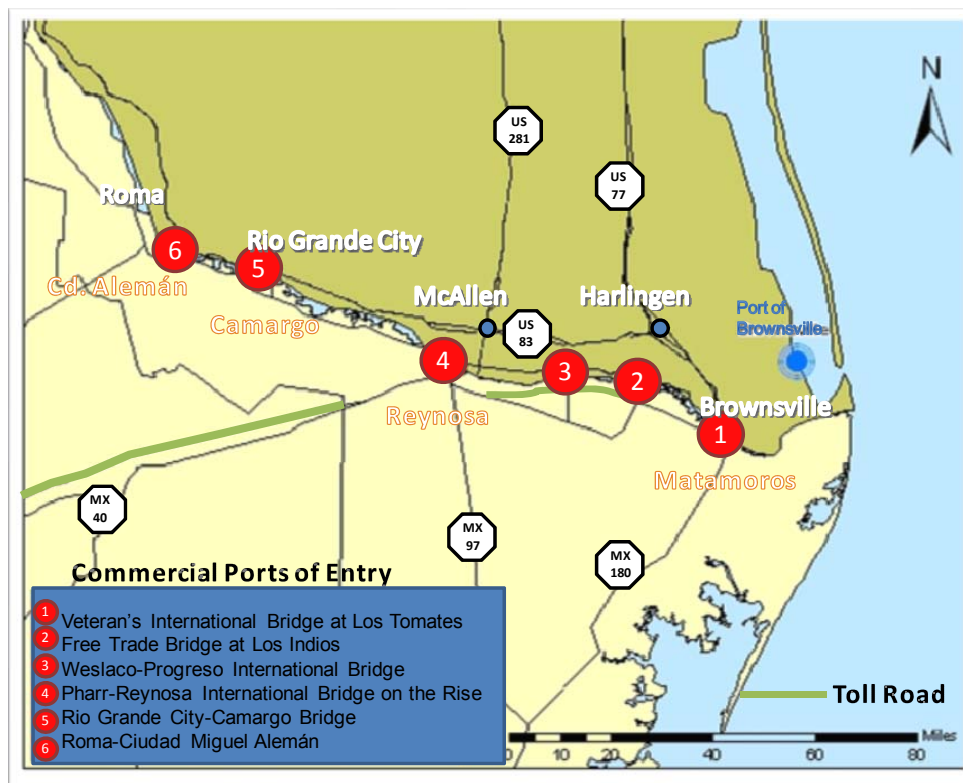 N
US
281
US
77
Roma
Rio Grande City
6
5
Cd. Alemán
Camargo
McAllen
Harlingen
Port of
Brownsville
US
83
4
3
2
Reynosa
Brownsville
1
Matamoros
MX
40
MX
97
MX
180
Commercial Ports of Entry
1 Veteran's International Bridge at Los Tomates
2 Free Trade Bridge at Los Indios
3 Weslaco-Progreso International Bridge
4 Pharr-Reynosa International Bridge on the Rise
5 Rio Grande City-Camargo Bridge
6 Roma-Ciudad Miguel Alemán
Toll Road
Miles
0 10 20 40 60 80